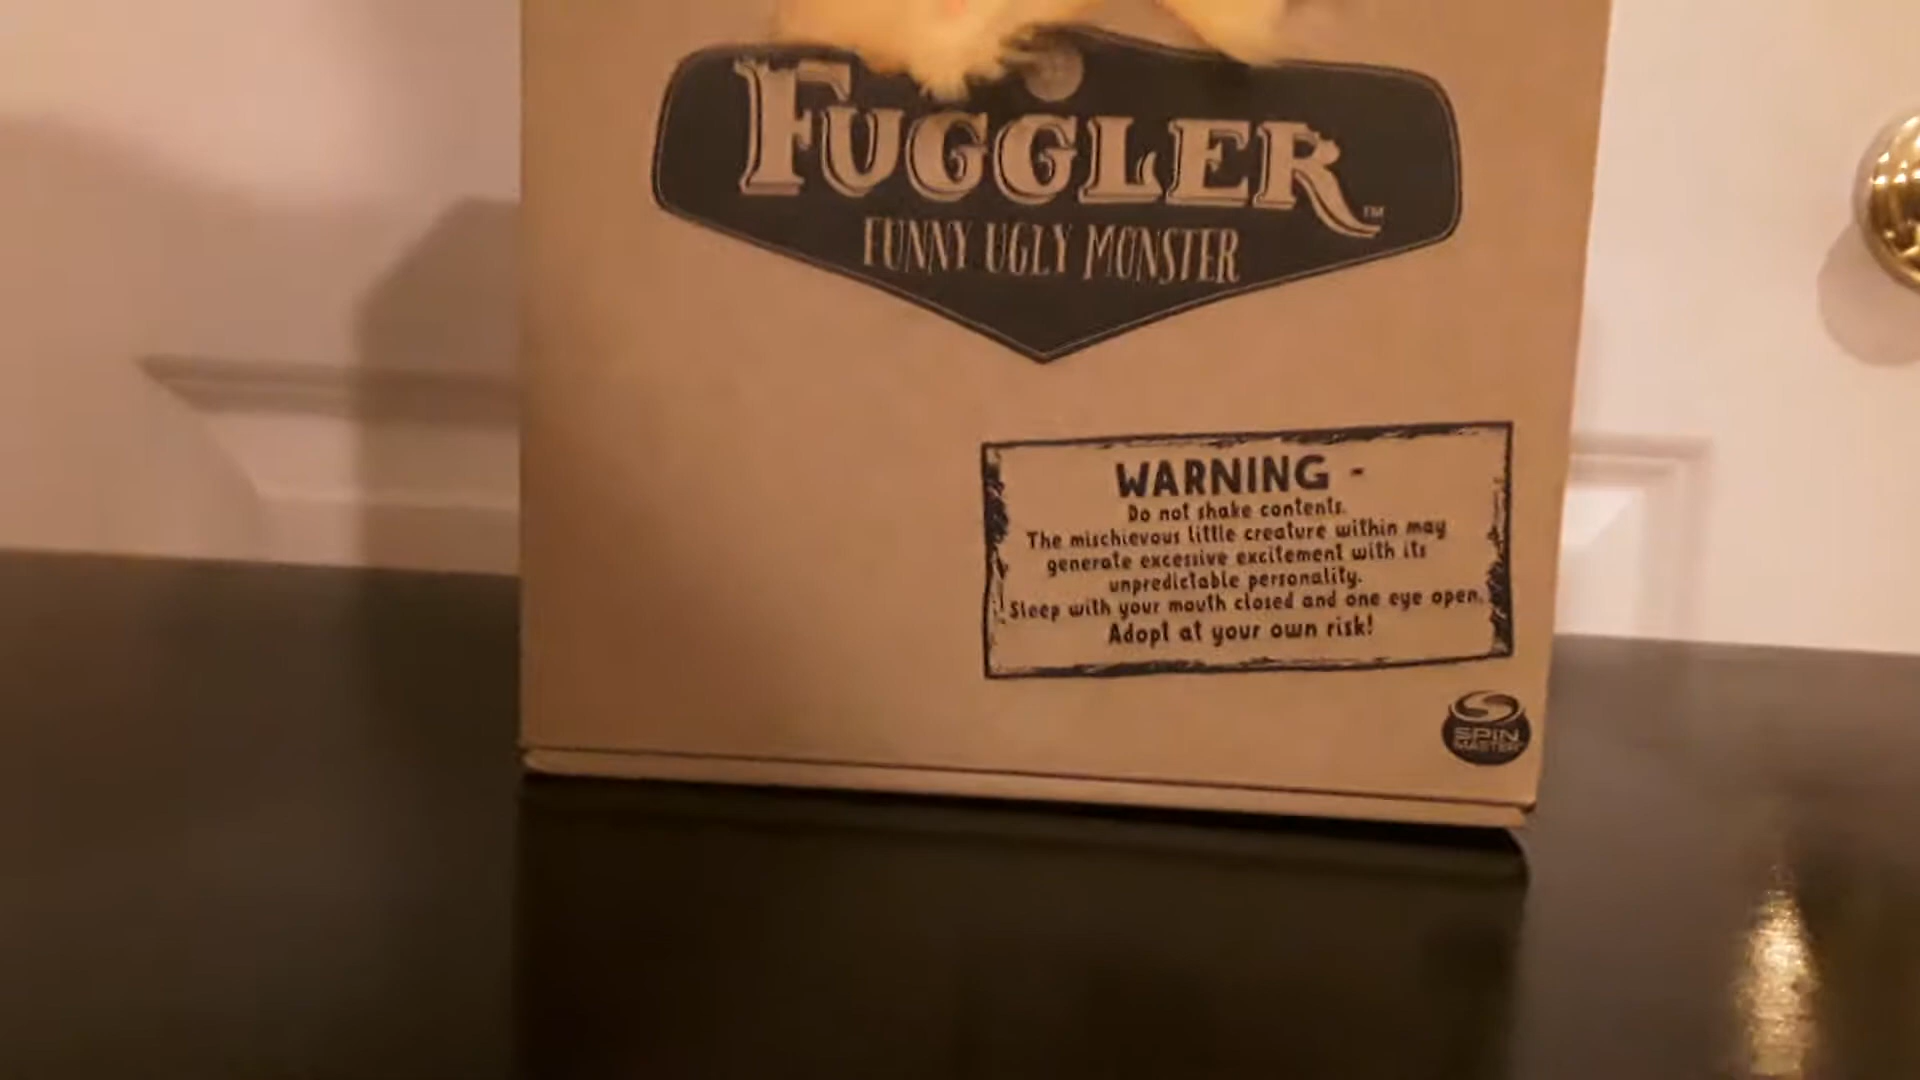 FUGGLER™
FUNNY UGLY MONSTER
WARNING -
Do not shake contents.
The mischievous little creature within may
generate excessive excitement with its
unpredictable personality.
Sleep with your mouth closed and one eye open.
Adopt at your own risk!
SPIN
MASTER